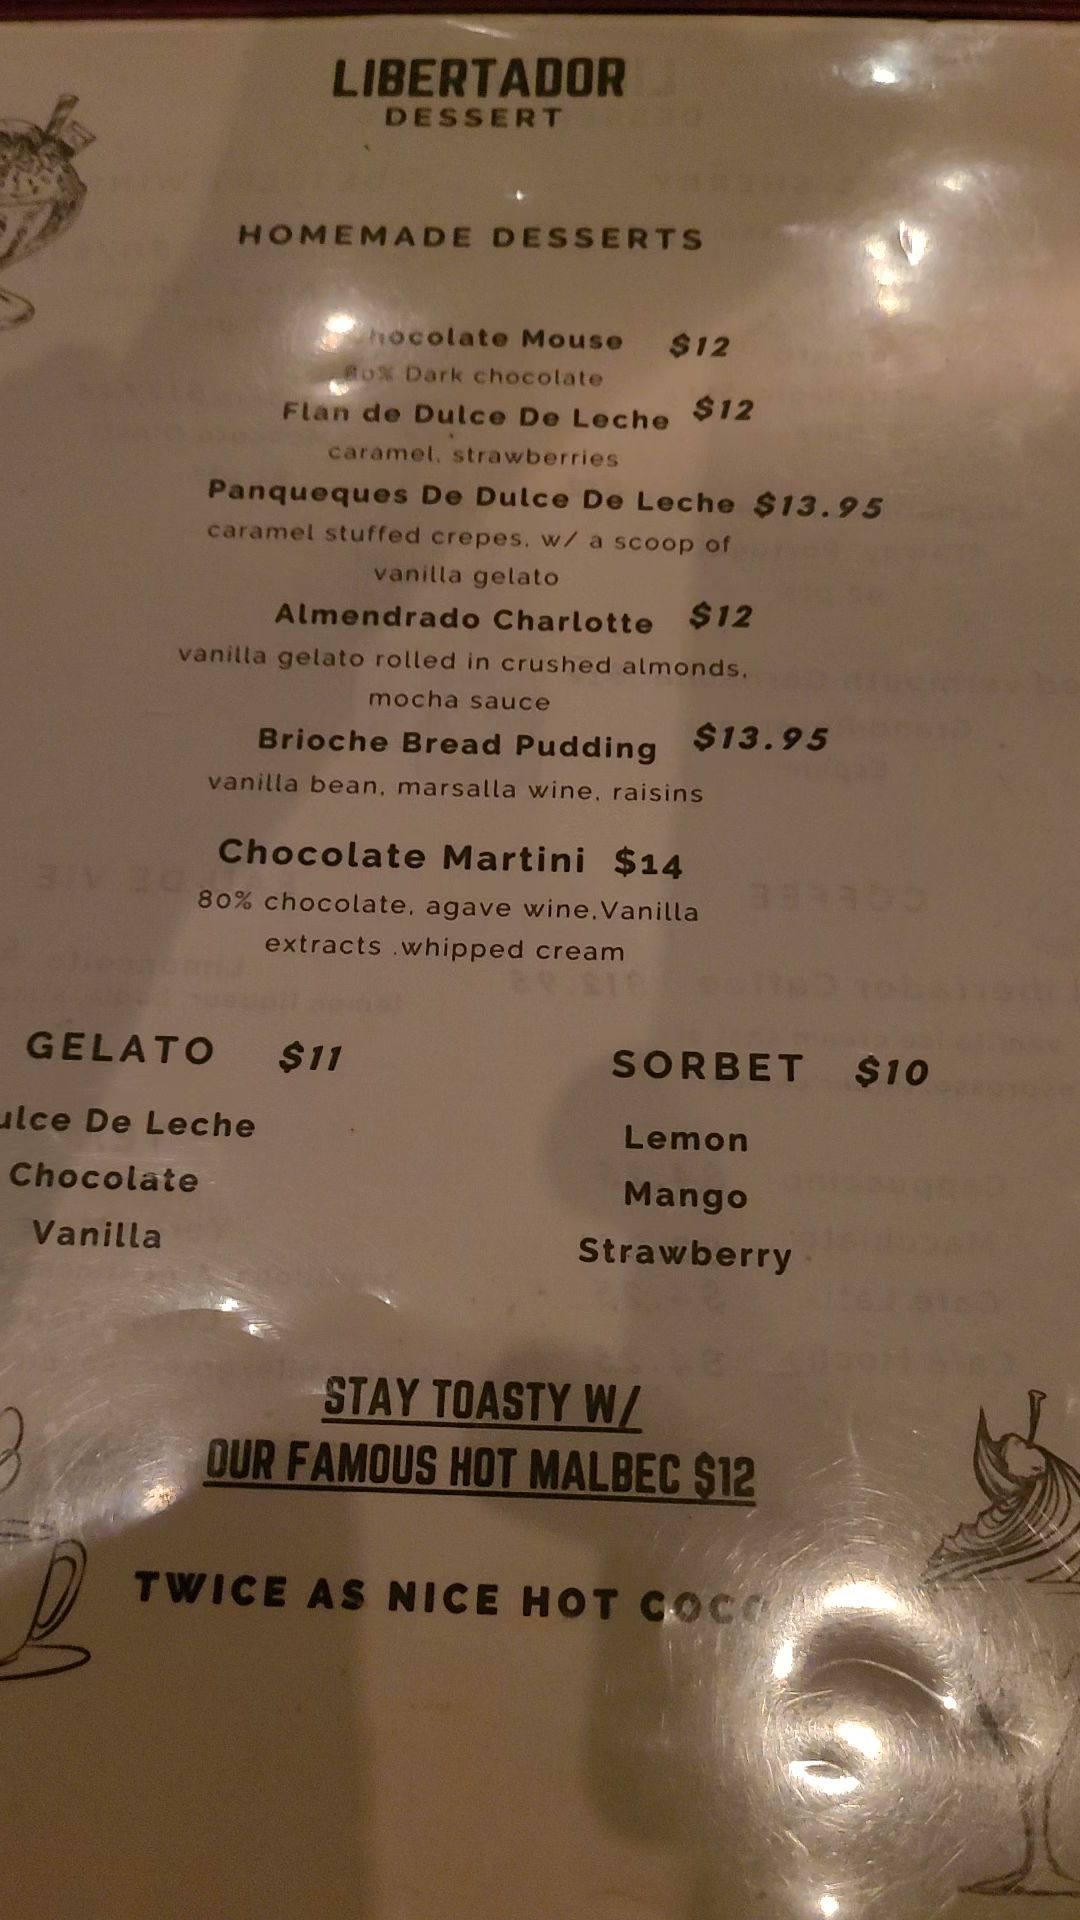 LIBERTADOR
DESSERT
HOMEMADE DESSERTS
Chocolate Mouse $12
80% Dark chocolate
Flan de Dulce De Leche $12
caramel, strawberries
Panqueques De Dulce De Leche $13.95
caramel stuffed crepes, w/ a scoop of
vanilla gelato
Almendrado Charlotte $12
vanilla gelato rolled in crushed almonds,
mocha sauce
Brioche Bread Pudding $13.95
vanilla bean, marsalla wine, raisins
Chocolate Martini $14
80% chocolate, agave wine,Vanilla
extracts .whipped cream
GELATO $11
ulce De Leche
Chocolate
Vanilla
SORBET $10
Lemon
Mango
Strawberry
STAY TOASTY W/
OUR FAMOUS HOT MALBEC $12
TWICE AS NICE HOT COCO